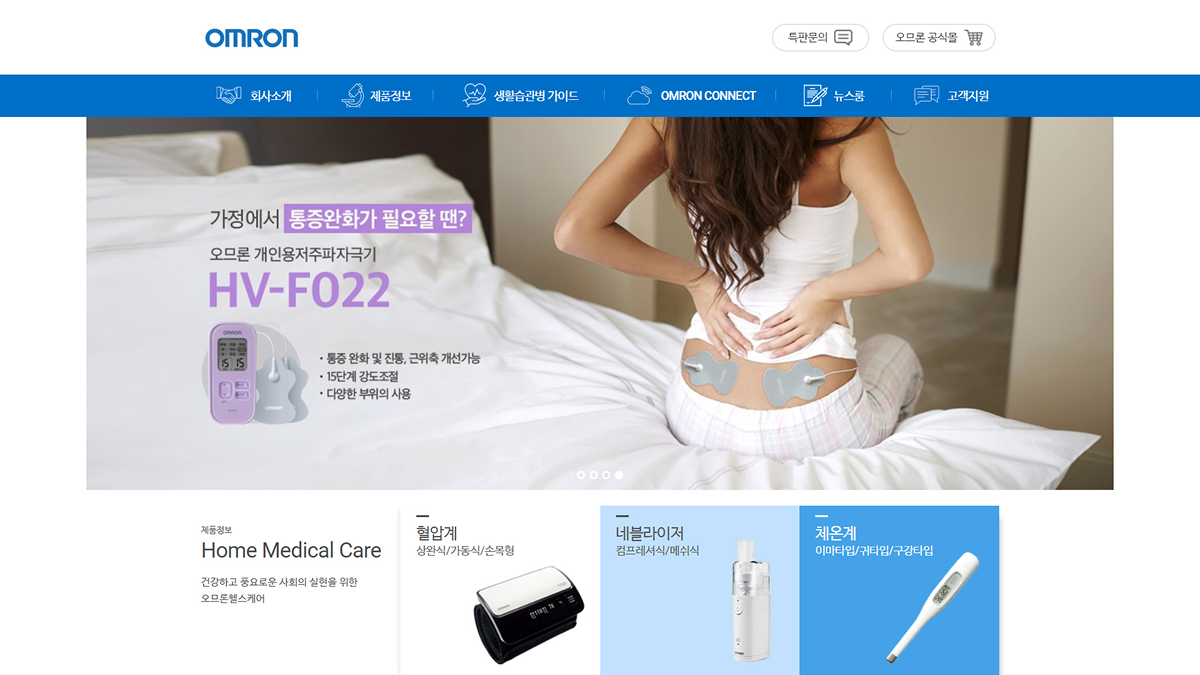 OMRON
특판문의
오므론 공식몰
회사소개
제품정보
생활습관병 가이드
OMRON CONNECT
뉴스룸
고객지원
가정에서 통증완화가 필요할 땐?
오므론 개인용저주파자극기
HV-F022
OMRON
15 15
OMRON
· 통증 완화 및 진통, 근위축 개선가능
· 15단계 강도조절
· 다양한 부위의 사용
제품정보
Home Medical Care
건강하고 풍요로운 사회의 실현을 위한
오므론헬스케어
혈압계
상완식/가동식/손목형
네블라이저
컴프레셔식/메쉬식
체온계
이마타입/귀타입/구강타입